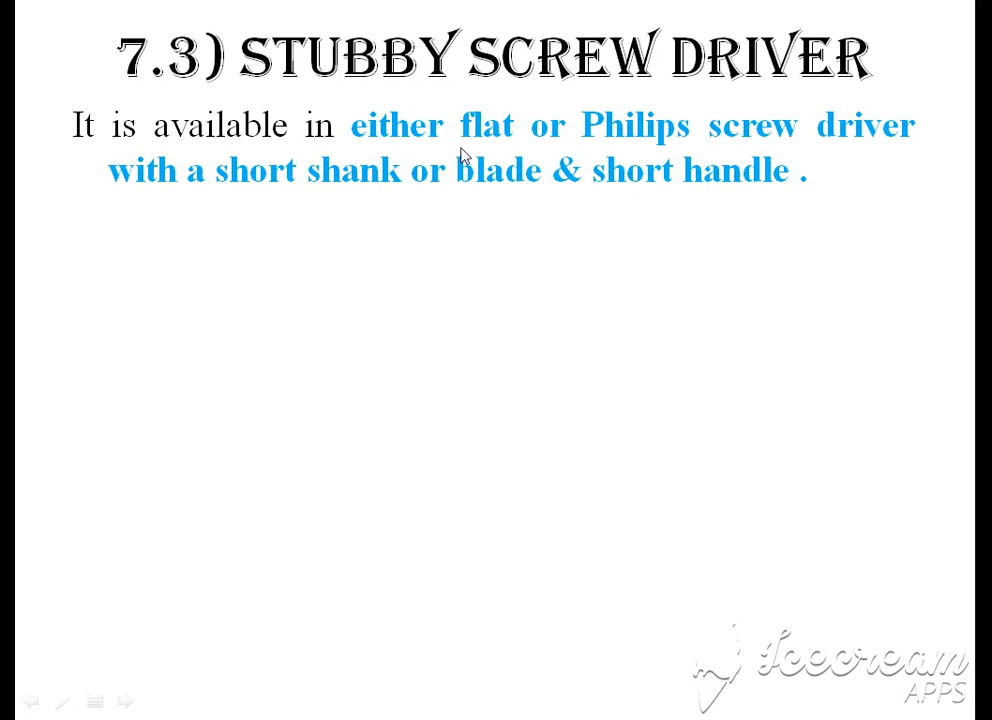 7.3) STUBBY SCREW DRIVER
It is available in either flat or Philips screw driver
with a short shank or blade & short handle .
Icecream
APPS